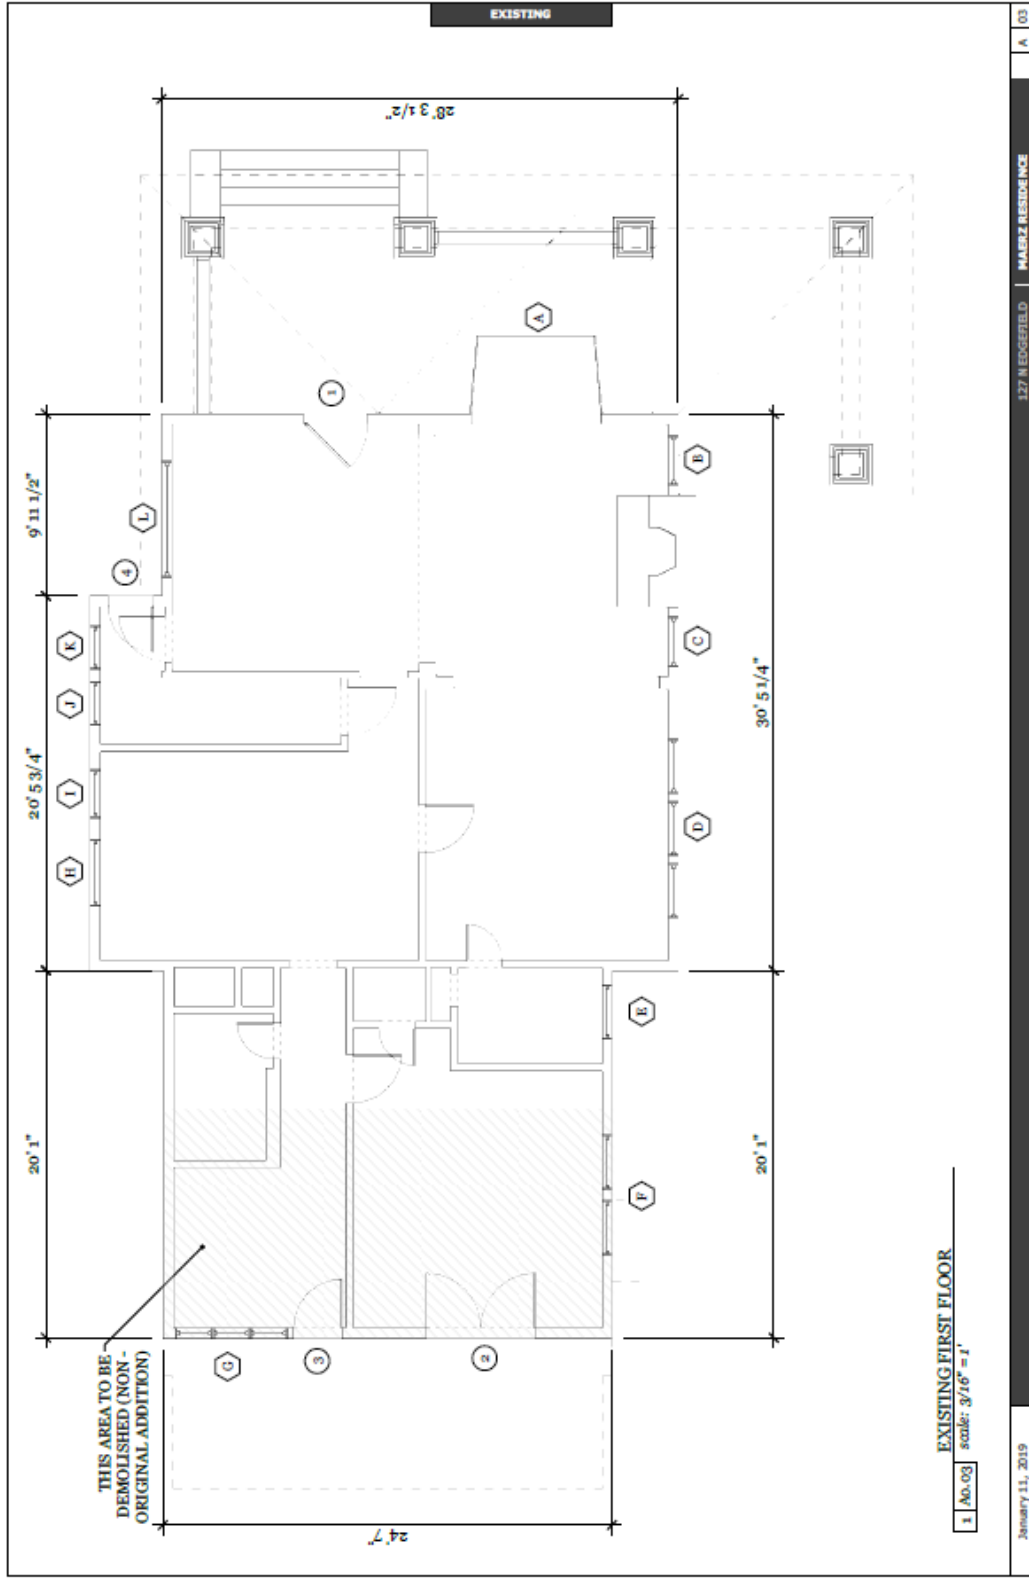 EXISTING
28' 3 1/2"
9' 11 1/2"
20' 5 3/4"
20' 1"
THIS AREA TO BE
DEMOLISHED (NON -
ORIGINAL ADDITION)
A
B
C
D
E
F
G
H
I
J
K
L
1
2
3
4
30' 5 1/4"
20' 1"
24' 7"
EXISTING FIRST FLOOR
1 A0.03 scale: 3/16" = 1'
January 11, 2019
127 N EDGEFIELD | MAERZ RESIDENCE
A 03